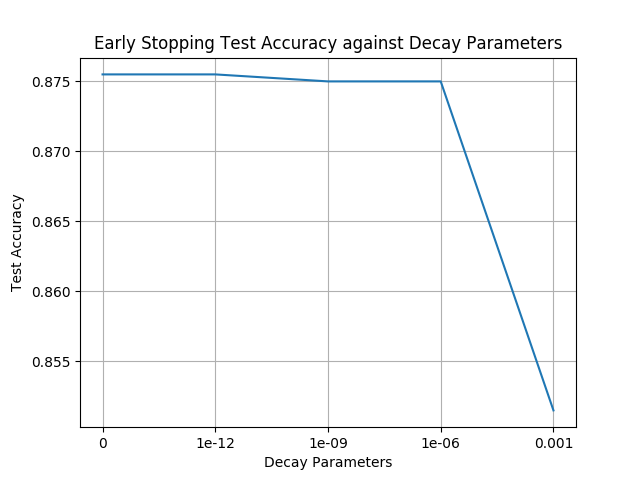 Early Stopping Test Accuracy against Decay Parameters
0.875
0.870
0.865
0.860
0.855
Test Accuracy
0 1e-12 1e-09 1e-06 0.001
Decay Parameters